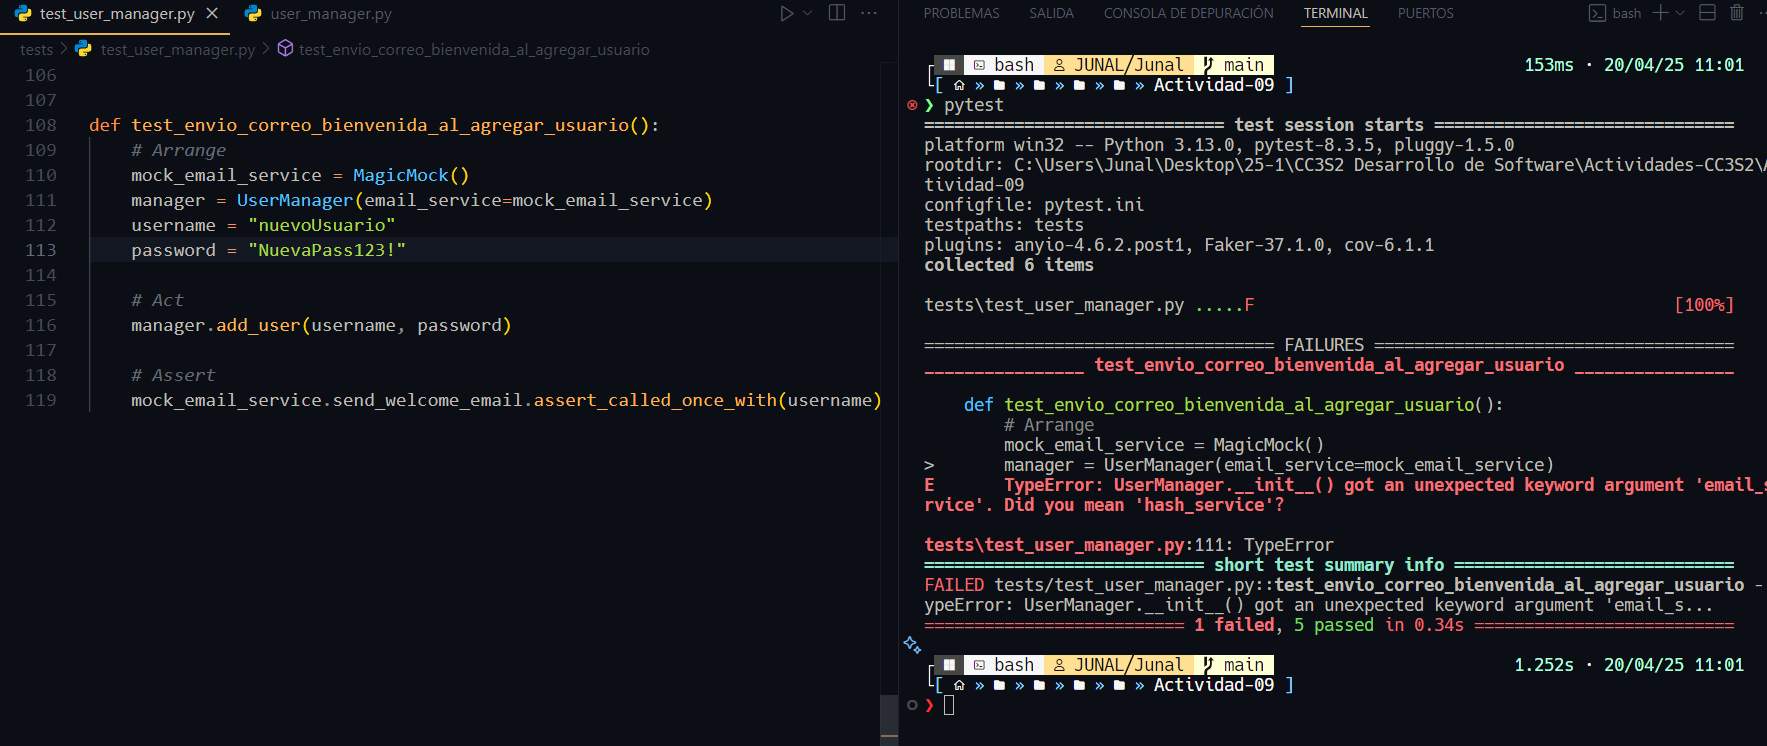 test_user_manager.py
user_manager.py
tests > test_user_manager.py > test_envio_correo_bienvenida_al_agregar_usuario
106
107
108 def test_envio_correo_bienvenida_al_agregar_usuario():
109 # Arrange
110 mock_email_service = MagicMock()
111 manager = UserManager(email_service=mock_email_service)
112 username = "nuevoUsuario"
113 password = "NuevaPass123!"
114
115 # Act
116 manager.add_user(username, password)
117
118 # Assert
119 mock_email_service.send_welcome_email.assert_called_once_with(username)
PROBLEMAS SALIDA CONSOLA DE DEPURACIÓN TERMINAL PUERTOS
bash
bash JUNAL/Junal main 153ms · 20/04/25 11:01
[ » » » » » Actividad-09 ]
❯ pytest
============================== test session starts ==============================
platform win32 -- Python 3.13.0, pytest-8.3.5, pluggy-1.5.0
rootdir: C:\Users\Junal\Desktop\25-1\CC3S2 Desarrollo de Software\Actividades-CC3S2\A
tividad-09
configfile: pytest.ini
testpaths: tests
plugins: anyio-4.6.2.post1, Faker-37.1.0, cov-6.1.1
collected 6 items
tests\test_user_manager.py .....F [100%]
=================================== FAILURES ====================================
________________ test_envio_correo_bienvenida_al_agregar_usuario ________________
def test_envio_correo_bienvenida_al_agregar_usuario():
# Arrange
mock_email_service = MagicMock()
> manager = UserManager(email_service=mock_email_service)
E TypeError: UserManager.__init__() got an unexpected keyword argument 'email_s
rvice'. Did you mean 'hash_service'?
tests\test_user_manager.py:111: TypeError
============================ short test summary info ============================
FAILED tests/test_user_manager.py::test_envio_correo_bienvenida_al_agregar_usuario -
ypeError: UserManager.__init__() got an unexpected keyword argument 'email_s...
========================== 1 failed, 5 passed in 0.34s ==========================
bash JUNAL/Junal main 1.252s · 20/04/25 11:01
[ » » » » » Actividad-09 ]
❯